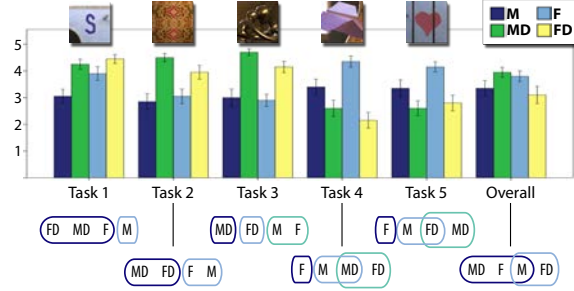 S
M F
MD FD
5
4
3
2
1
Task 1 Task 2 Task 3 Task 4 Task 5 Overall
FD MD F M
MD FD M F
F M FD MD
MD FD F M
F M MD FD
MD F M FD